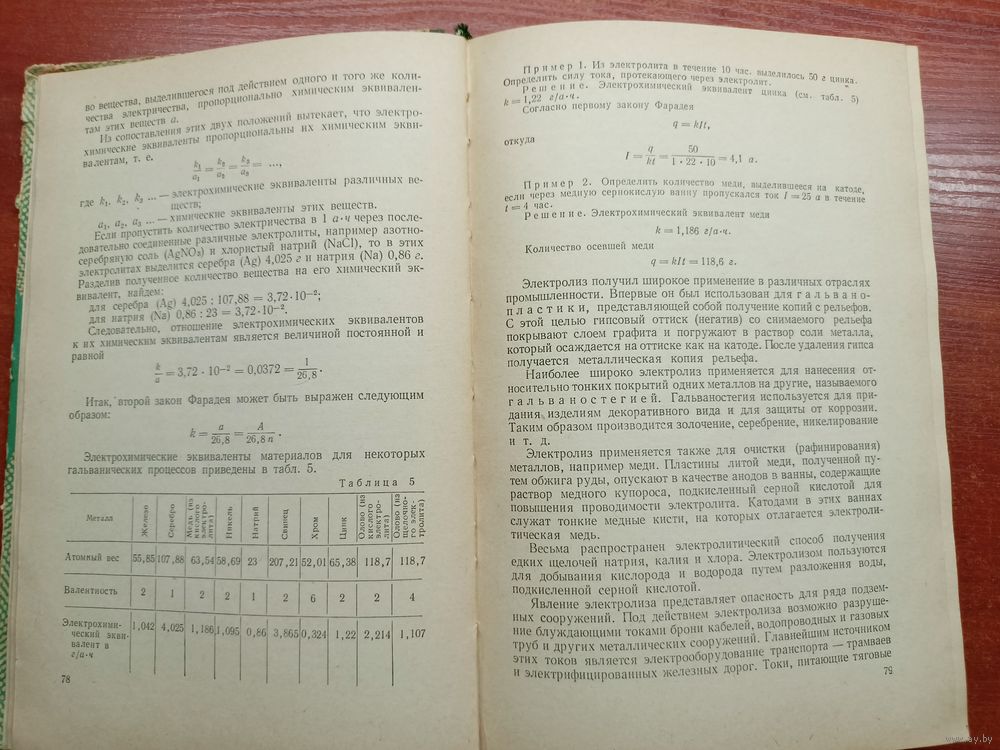 во вещества, выделившегося под действием одного и того же коли-
чества электричества, пропорционально химическим эквивален-
там этих веществ а.
Из сопоставления этих двух положений вытекает, что электро-
химические эквиваленты пропорциональны их химическим экви-
валентам, т. е.
k₁/a₁ = k₂/a₂ = k₃/a₃ = ...,
где k₁, k₂, k₃ ... — электрохимические эквиваленты различных ве-
ществ;
a₁, a₂, a₃ ... — химические эквиваленты этих веществ.
Если пропустить количество электричества в 1 а·ч через после-
довательно соединенные различные электролиты, например азотно-
серебряную соль (AgNO₃) и хлористый натрий (NaCl), то в этих
электролитах выделится серебра (Ag) 4,025 г и натрия (Na) 0,86 г.
Разделив полученное количество вещества на его химический эк-
вивалент, найдем:
для серебра (Ag) 4,025 : 107,88 = 3,72·10⁻²;
для натрия (Na) 0,86 : 23 = 3,72·10⁻².
Следовательно, отношение электрохимических эквивалентов
к их химическим эквивалентам является величиной постоянной и
равной
k/a = 3,72 · 10⁻² = 0,0372 = 1/26,8 .
Итак, второй закон Фарадея может быть выражен следующим
образом:
k = a/26,8 = A/26,8 n .
Электрохимические эквиваленты материалов для некоторых
гальванических процессов приведены в табл. 5.
Таблица 5
Металл | Железо | Серебро | Медь (из кислого электролита) | Никель | Натрий | Свинец | Хром | Цинк | Олово (из кислого электролита) | Олово (из щелочного электролита)
Атомный вес | 55,85 | 107,88 | 63,54 | 58,69 | 23 | 207,21 | 52,01 | 65,38 | 118,7 | 118,7
Валентность | 2 | 1 | 2 | 2 | 1 | 2 | 6 | 2 | 2 | 4
Электрохими-
ческий экви-
валент в
г/а·ч | 1,042 | 4,025 | 1,186 | 1,095 | 0,86 | 3,865 | 0,324 | 1,22 | 2,214 | 1,107
78
Пример 1. Из электролита в течение 10 час. выделилось 50 г цинка.
Определить силу тока, протекающего через электролит.
Решение. Электрохимический эквивалент цинка (см. табл. 5)
k = 1,22 г/а·ч.
Согласно первому закону Фарадея
q = kIt,
откуда
I = q/kt = 50/1 · 22 · 10 = 4,1 а.
Пример 2. Определить количество меди, выделившееся на катоде,
если через медную сернокислую ванну пропускался ток I = 25 а в течение
t = 4 час.
Решение. Электрохимический эквивалент меди
k = 1,186 г/а·ч.
Количество осевшей меди
q = kIt = 118,6 г.
Электролиз получил широкое применение в различных отраслях
промышленности. Впервые он был использован для гальвано-
пластики, представляющей собой получение копий с рельефов.
С этой целью гипсовый оттиск (негатив) со снимаемого рельефа
покрывают слоем графита и погружают в раствор соли металла,
который осаждается на оттиске как на катоде. После удаления гипса
получается металлическая копия рельефа.
Наиболее широко электролиз применяется для нанесения от-
носительно тонких покрытий одних металлов на другие, называемого
гальваностегией. Гальваностегия используется для при-
дания изделиям декоративного вида и для защиты от коррозии.
Таким образом производится золочение, серебрение, никелирование
и т. д.
Электролиз применяется также для очистки (рафинирования)
металлов, например меди. Пластины литой меди, полученной пу-
тем обжига руды, опускают в качестве анодов в ванны, содержащие
раствор медного купороса, подкисленный серной кислотой для
повышения проводимости электролита. Катодами в этих ваннах
служат тонкие медные кисти, на которых отлагается электроли-
тическая медь.
Весьма распространен электролитический способ получения
едких щелочей натрия, калия и хлора. Электролизом пользуются
для добывания кислорода и водорода путем разложения воды,
подкисленной серной кислотой.
Явление электролиза представляет опасность для ряда подзем-
ных сооружений. Под действием электролиза возможно разруше-
ние блуждающими токами брони кабелей, водопроводных и газовых
труб и других металлических сооружений. Главнейшим источником
этих токов является электрооборудование транспорта — трамваев
и электрифицированных железных дорог. Токи, питающие тяговые
79
www.ay.by